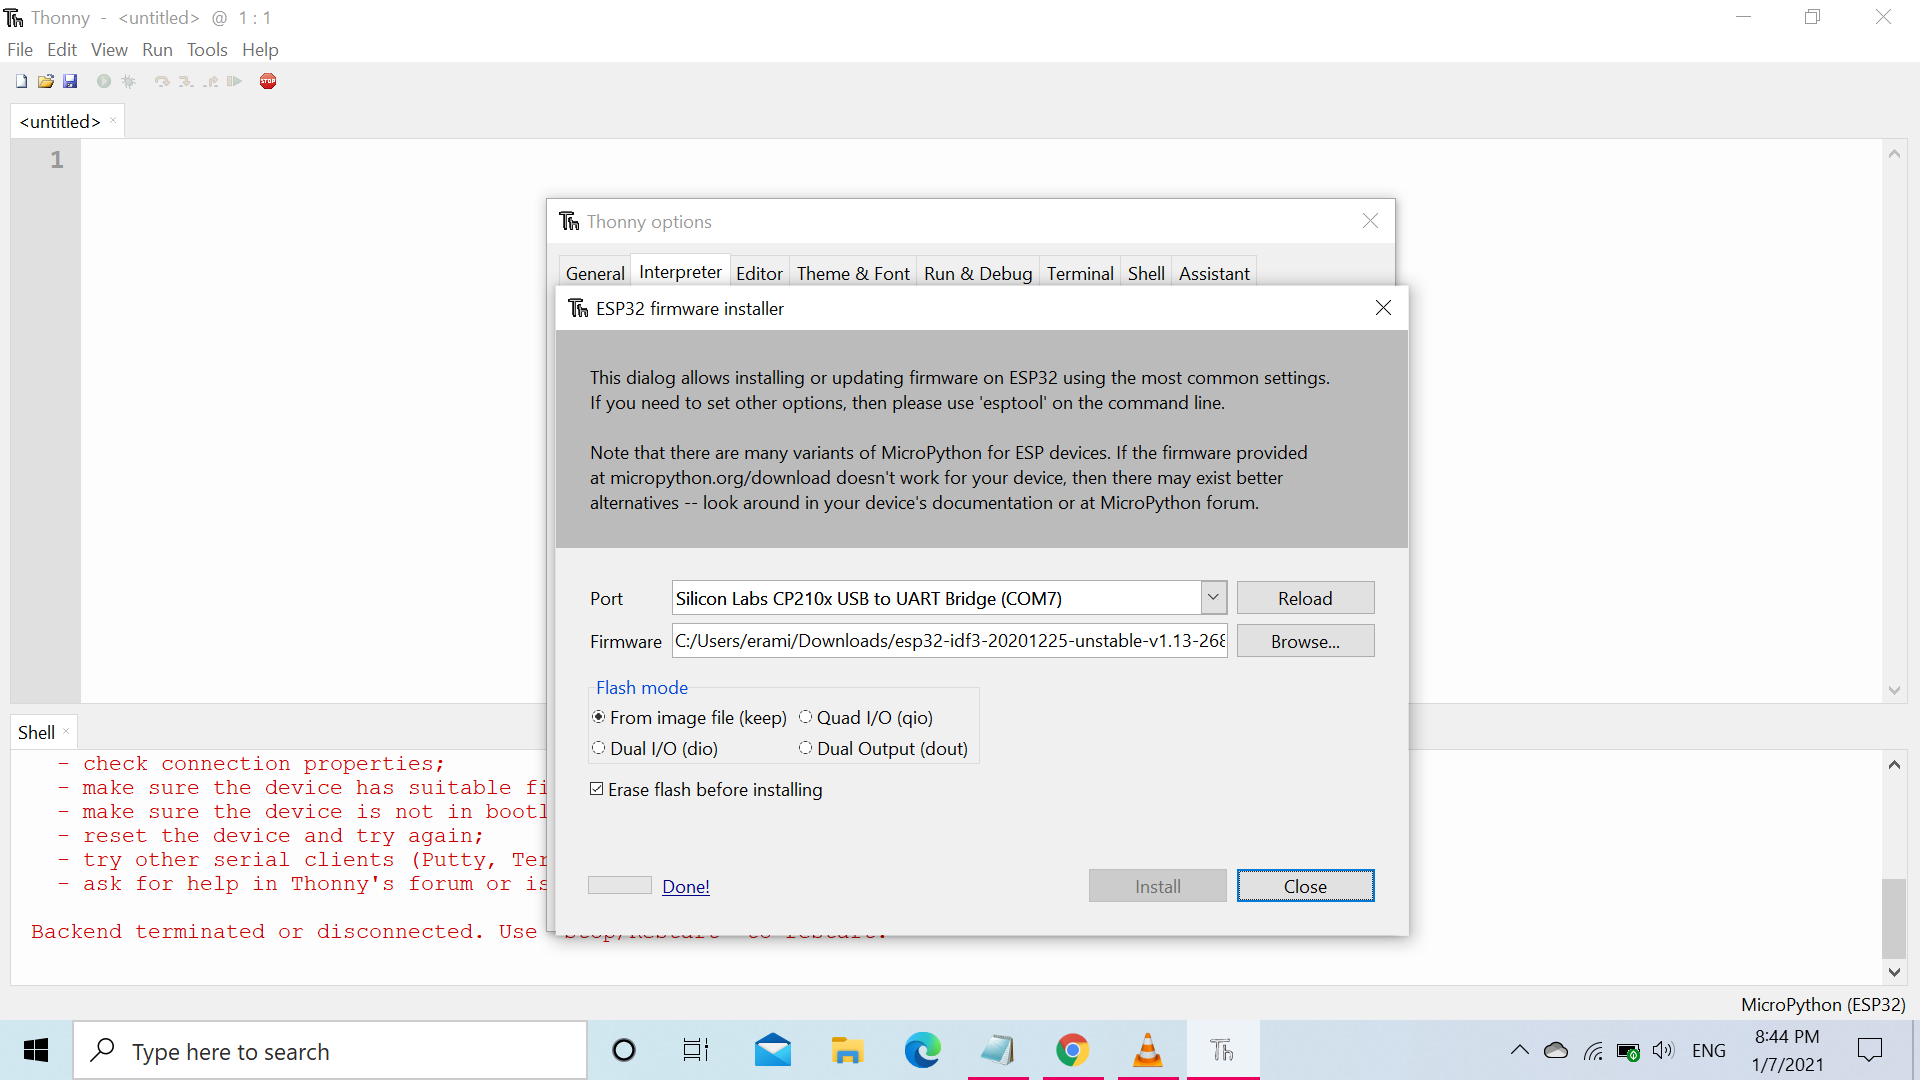 Thonny - <untitled> @ 1 : 1
File Edit View Run Tools Help
STOP
<untitled>
1
Thonny options
General Interpreter Editor Theme & Font Run & Debug Terminal Shell Assistant
ESP32 firmware installer
This dialog allows installing or updating firmware on ESP32 using the most common settings.
If you need to set other options, then please use 'esptool' on the command line.
Note that there are many variants of MicroPython for ESP devices. If the firmware provided
at micropython.org/download doesn't work for your device, then there may exist better
alternatives -- look around in your device's documentation or at MicroPython forum.
Port Silicon Labs CP210x USB to UART Bridge (COM7) Reload
Firmware C:/Users/erami/Downloads/esp32-idf3-20201225-unstable-v1.13-268 Browse...
Flash mode
From image file (keep) Quad I/O (qio)
Dual I/O (dio) Dual Output (dout)
Erase flash before installing
Done! Install Close
Shell
- check connection properties;
- make sure the device has suitable fi
- make sure the device is not in bootl
- reset the device and try again;
- try other serial clients (Putty, Ter
- ask for help in Thonny's forum or is
Backend terminated or disconnected. Use
MicroPython (ESP32)
Type here to search
ENG
8:44 PM
1/7/2021